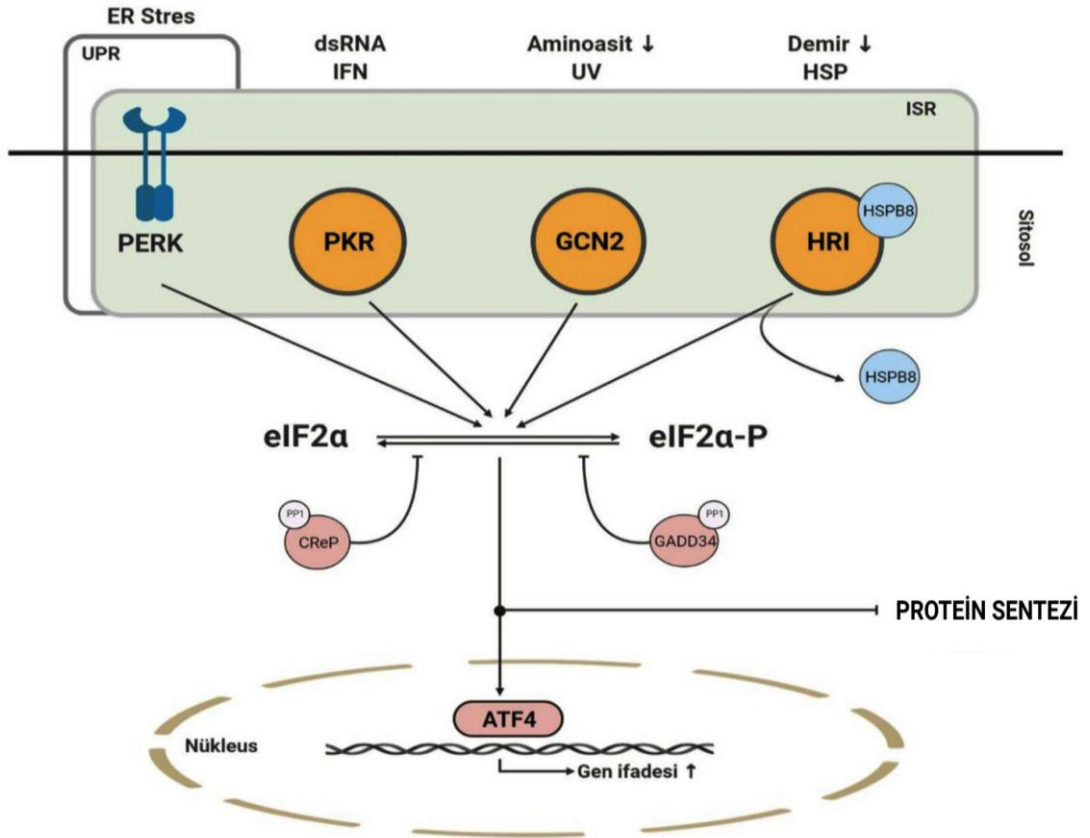 ER Stres
UPR
dsRNA
IFN
Aminoasit ↓
UV
Demir ↓
HSP
ISR
PERK
PKR
GCN2
HRI
HSPB8
Sitosol
HSPB8
eIF2α
eIF2α-P
PP1
CReP
PP1
GADD34
PROTEİN SENTEZİ
ATF4
Nükleus
Gen ifadesi ↑